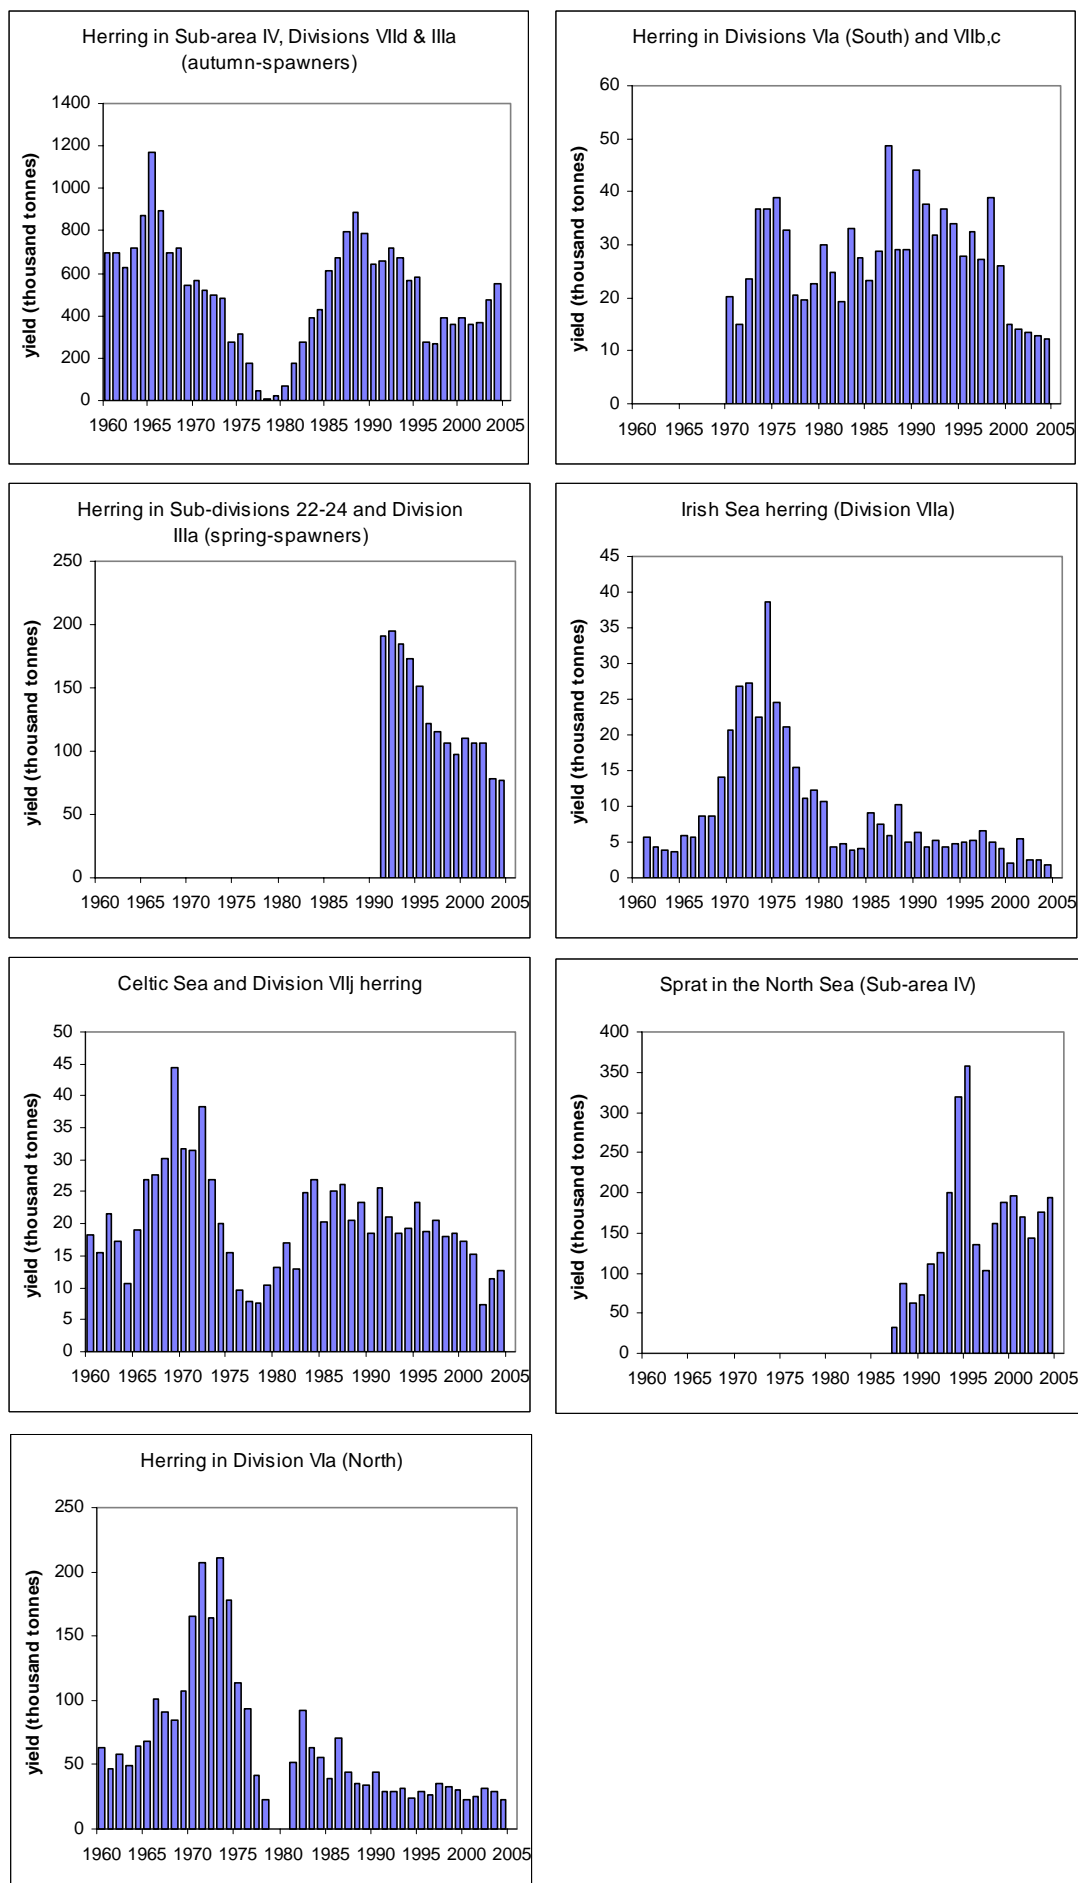 Herring in Sub-area IV, Divisions VIId & IIIa
(autumn-spawners)
yield (thousand tonnes)
1400
1200
1000
800
600
400
200
0
1960 1965 1970 1975 1980 1985 1990 1995 2000 2005
Herring in Divisions VIa (South) and VIIb,c
yield (thousand tonnes)
60
50
40
30
20
10
0
1960 1965 1970 1975 1980 1985 1990 1995 2000 2005
Herring in Sub-divisions 22-24 and Division
IIIa (spring-spawners)
yield (thousand tonnes)
250
200
150
100
50
0
1960 1965 1970 1975 1980 1985 1990 1995 2000 2005
Irish Sea herring (Division VIIa)
yield (thousand tonnes)
45
40
35
30
25
20
15
10
5
0
1960 1965 1970 1975 1980 1985 1990 1995 2000 2005
Celtic Sea and Division VIIj herring
yield (thousand tonnes)
50
45
40
35
30
25
20
15
10
5
0
1960 1965 1970 1975 1980 1985 1990 1995 2000 2005
Sprat in the North Sea (Sub-area IV)
yield (thousand tonnes)
400
350
300
250
200
150
100
50
0
1960 1965 1970 1975 1980 1985 1990 1995 2000 2005
Herring in Division VIa (North)
yield (thousand tonnes)
250
200
150
100
50
0
1960 1965 1970 1975 1980 1985 1990 1995 2000 2005